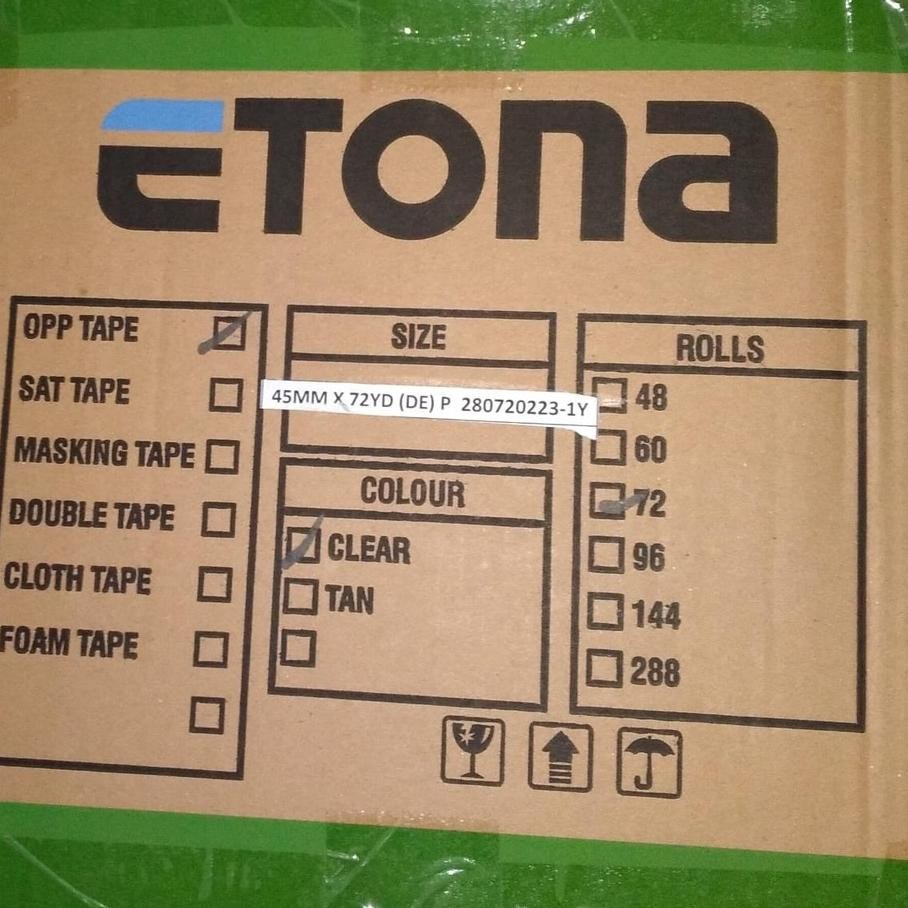 ETONA
OPP TAPE
SAT TAPE
MASKING TAPE
DOUBLE TAPE
CLOTH TAPE
FOAM TAPE
SIZE
45MM X 72YD (DE) P 280720223-1Y
COLOUR
CLEAR
TAN
ROLLS
48
60
72
96
144
288